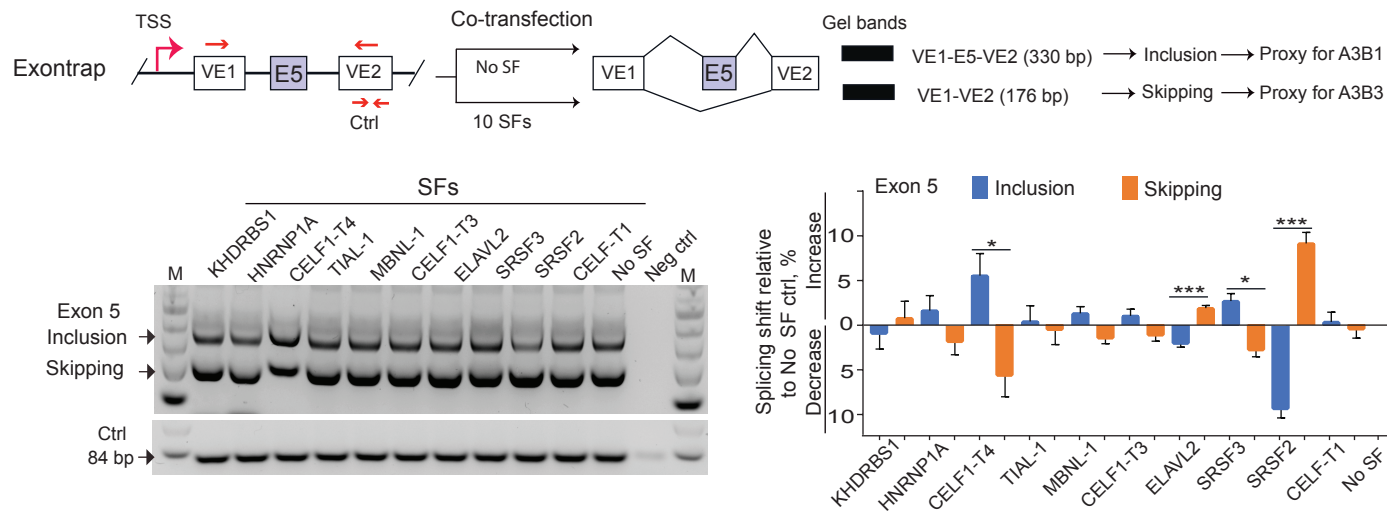 TSS
Co-transfection
Gel bands
Exontrap
VE1
E5
VE2
Ctrl
No SF
10 SFs
VE1
E5
VE2
VE1-E5-VE2 (330 bp)
Inclusion
Proxy for A3B1
VE1-VE2 (176 bp)
Skipping
Proxy for A3B3
SFs
KHDRBS1
HNRNP1A
CELF1-T4
TIAL-1
MBNL-1
CELF1-T3
ELAVL2
SRSF3
SRSF2
CELF-T1
No SF
Neg ctrl
M
M
Exon 5
Inclusion
Skipping
Ctrl
84 bp
Exon 5
Inclusion
Skipping
Splicing shift relative
to No SF ctrl, %
Decrease
Increase
10
5
0
5
10
*
***
*
***
KHDRBS1
HNRNP1A
CELF1-T4
TIAL-1
MBNL-1
CELF1-T3
ELAVL2
SRSF3
SRSF2
CELF-T1
No SF